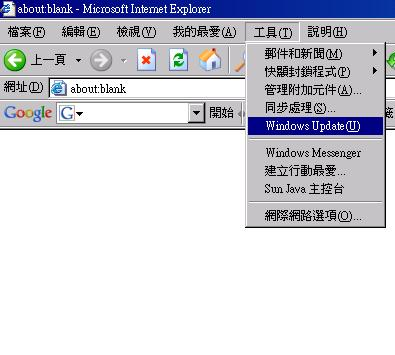 about:blank - Microsoft Internet Explorer
檔案(F) 編輯(E) 檢視(V) 我的最愛(A) 工具(T) 說明(H)
上一頁
網址(D) about:blank
Google G 開始
郵件和新聞(M)
快顯封鎖程式(P)
管理附加元件(A)...
同步處理(S)...
Windows Update(U)
Windows Messenger
建立行動最愛...
Sun Java 主控台
網際網路選項(O)...